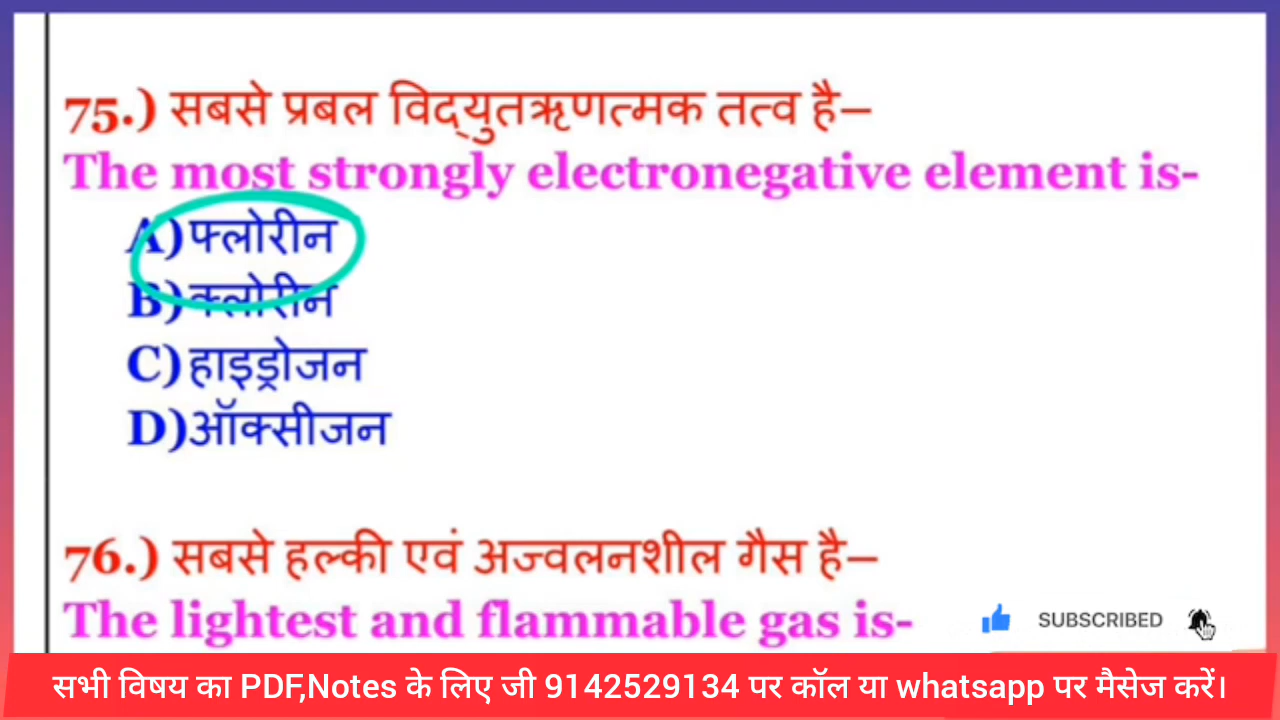 75.) सबसे प्रबल विद्युतऋणत्मक तत्व है–
The most strongly electronegative element is-
A) फ्लोरीन
B) क्लोरीन
C) हाइड्रोजन
D) ऑक्सीजन
76.) सबसे हल्की एवं अज्वलनशील गैस है–
The lightest and flammable gas is-
SUBSCRIBED
सभी विषय का PDF,Notes के लिए जी 9142529134 पर कॉल या whatsapp पर मैसेज करें।